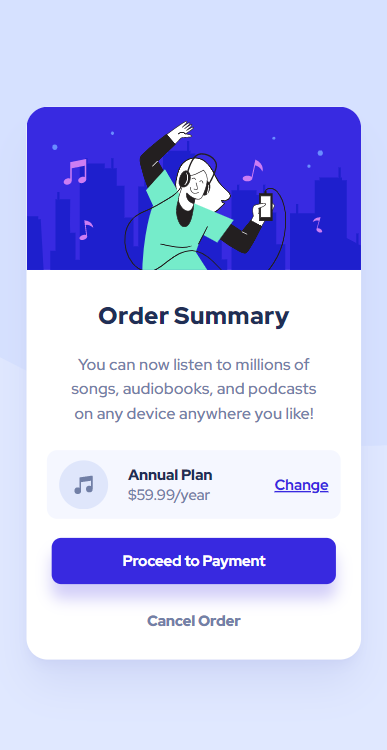 Order Summary
You can now listen to millions of
songs, audiobooks, and podcasts
on any device anywhere you like!
Annual Plan
$59.99/year
Change
Proceed to Payment
Cancel Order